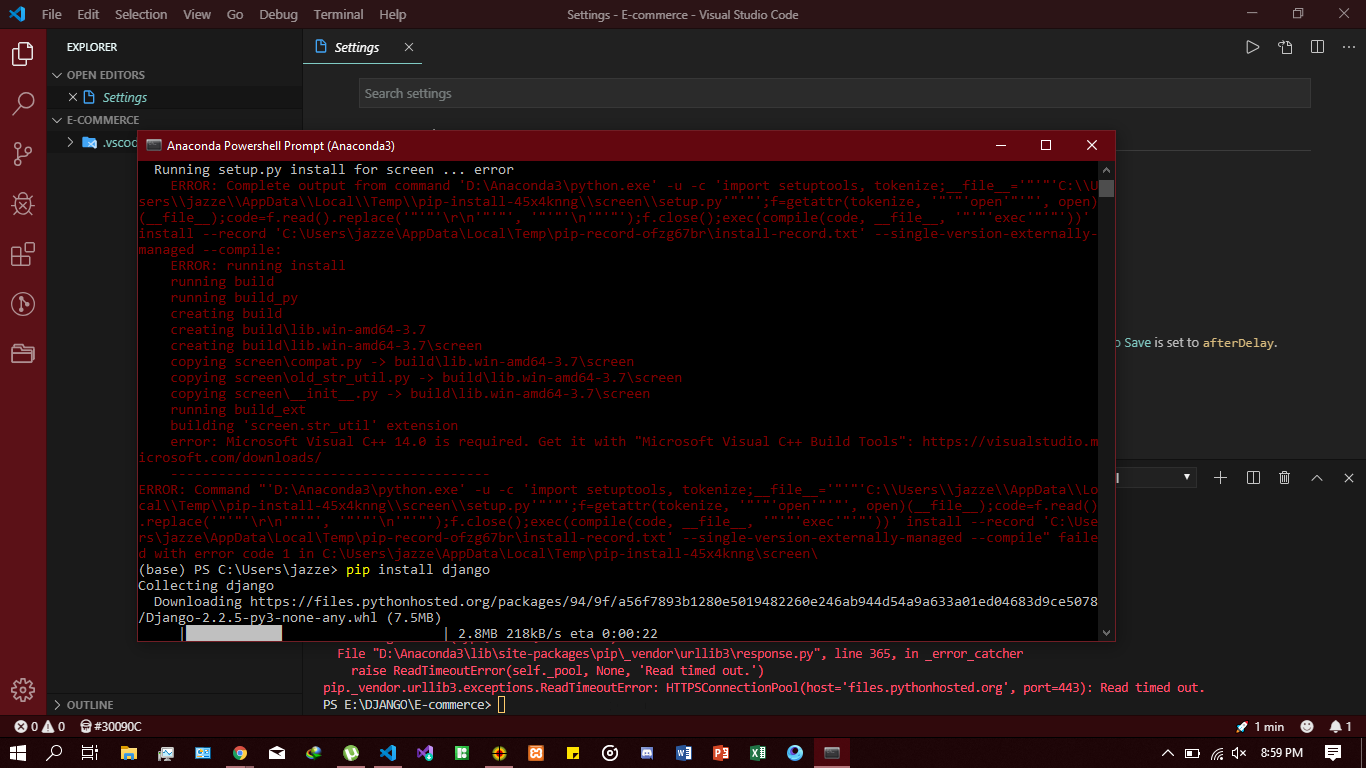 File Edit Selection View Go Debug Terminal Help
Settings - E-commerce - Visual Studio Code
EXPLORER
OPEN EDITORS
Settings
E-COMMERCE
.vscod
Settings
Search settings
Anaconda Powershell Prompt (Anaconda3)
Running setup.py install for screen ... error
ERROR: Complete output from command 'D:\Anaconda3\python.exe' -u -c 'import setuptools, tokenize;__file__='"'"'C:\\U
sers\\jazze\\AppData\\Local\\Temp\\pip-install-45x4knng\\screen\\setup.py'"'"';f=getattr(tokenize, '"'"'open'"'"', open)
(__file__);code=f.read().replace('"'"'\r\n'"'"', '"'"'\n'"'"');f.close();exec(compile(code, __file__, '"'"'exec'"'"'))'
install --record 'C:\Users\jazze\AppData\Local\Temp\pip-record-ofzg67br\install-record.txt' --single-version-externally-
managed --compile:
ERROR: running install
running build
running build_py
creating build
creating build\lib.win-amd64-3.7
creating build\lib.win-amd64-3.7\screen
copying screen\compat.py -> build\lib.win-amd64-3.7\screen
copying screen\old_str_util.py -> build\lib.win-amd64-3.7\screen
copying screen\__init__.py -> build\lib.win-amd64-3.7\screen
running build_ext
building 'screen.str_util' extension
error: Microsoft Visual C++ 14.0 is required. Get it with "Microsoft Visual C++ Build Tools": https://visualstudio.m
icrosoft.com/downloads/
----------------------------------------
ERROR: Command "'D:\Anaconda3\python.exe' -u -c 'import setuptools, tokenize;__file__='"'"'C:\\Users\\jazze\\AppData\\Lo
cal\\Temp\\pip-install-45x4knng\\screen\\setup.py'"'"';f=getattr(tokenize, '"'"'open'"'"', open)(__file__);code=f.read()
.replace('"'"'\r\n'"'"', '"'"'\n'"'"');f.close();exec(compile(code, __file__, '"'"'exec'"'"'))' install --record 'C:\Use
rs\jazze\AppData\Local\Temp\pip-record-ofzg67br\install-record.txt' --single-version-externally-managed --compile" faile
d with error code 1 in C:\Users\jazze\AppData\Local\Temp\pip-install-45x4knng\screen\
(base) PS C:\Users\jazze> pip install django
Collecting django
Downloading https://files.pythonhosted.org/packages/94/9f/a56f7893b1280e5019482260e246ab944d54a9a633a01ed04683d9ce5078
/Django-2.2.5-py3-none-any.whl (7.5MB)
| | 2.8MB 218kB/s eta 0:00:22
o Save is set to afterDelay.
File "D:\Anaconda3\lib\site-packages\pip\_vendor\urllib3\response.py", line 365, in _error_catcher
raise ReadTimeoutError(self._pool, None, 'Read timed out.')
pip._vendor.urllib3.exceptions.ReadTimeoutError: HTTPSConnectionPool(host='files.pythonhosted.org', port=443): Read timed out.
PS E:\DJANGO\E-commerce>
OUTLINE
0 0 #30090C
1 min
1
8:59 PM